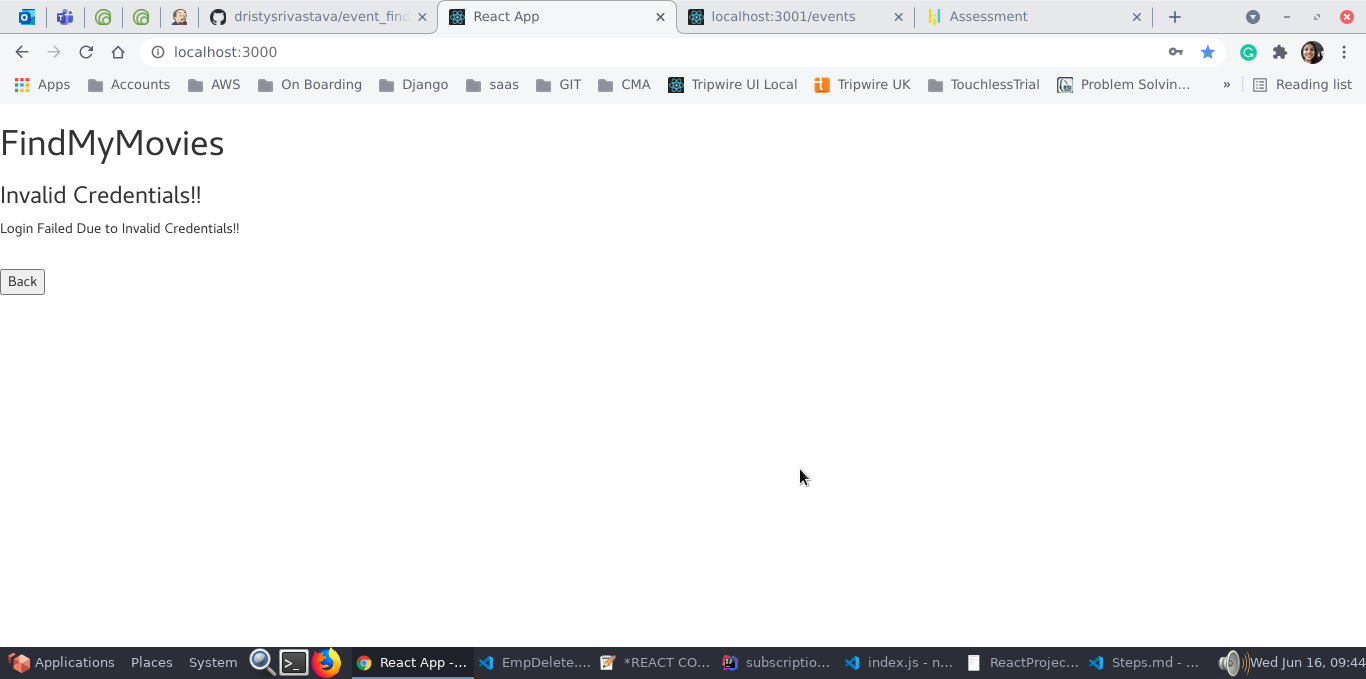 dristysrivastava/event_find
React App
localhost:3001/events
Assessment
localhost:3000
Apps
Accounts
AWS
On Boarding
Django
saas
GIT
CMA
Tripwire UI Local
Tripwire UK
TouchlessTrial
Problem Solvin...
»
Reading list
FindMyMovies
Invalid Credentials!!
Login Failed Due to Invalid Credentials!!
Back
Applications
Places
System
React App -...
EmpDelete....
*REACT CO...
subscriptio...
index.js - n...
ReactProjec...
Steps.md - ...
Wed Jun 16, 09:44